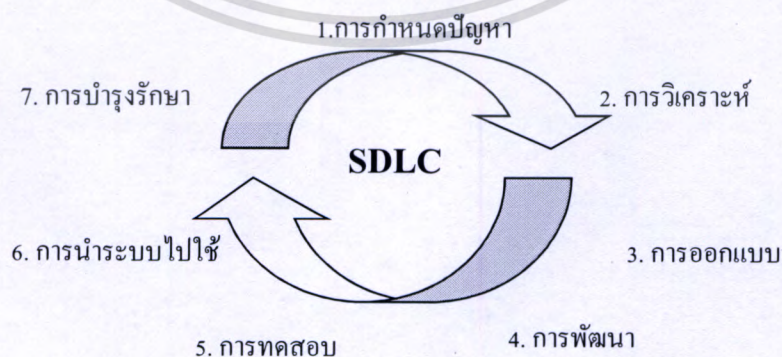 1.การกำหนดปัญหา
2. การวิเคราะห์
3. การออกแบบ
4. การพัฒนา
5. การทดสอบ
6. การนำระบบไปใช้
7. การบำรุงรักษา
SDLC